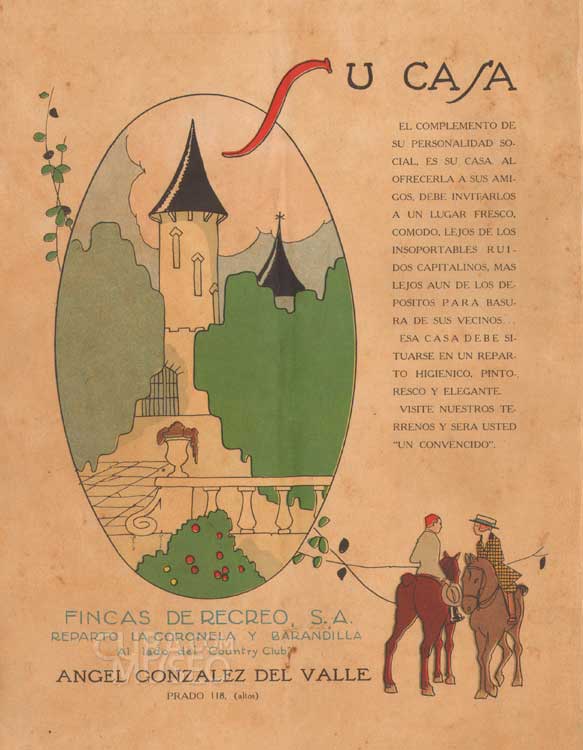 SU CASA
EL COMPLEMENTO DE
SU PERSONALIDAD SO-
CIAL, ES SU CASA. AL
OFRECERLA A SUS AMI-
GOS, DEBE INVITARLOS
A UN LUGAR FRESCO,
COMODO, LEJOS DE LOS
INSOPORTABLES RUI-
DOS CAPITALINOS, MAS
LEJOS AUN DE LOS DE-
POSITOS PARA BASU-
RA DE SUS VECINOS...
ESA CASA DEBE SI-
TUARSE EN UN REPAR-
TO HIGIENICO, PINTO-
RESCO Y ELEGANTE.
VISITE NUESTROS TE-
RRENOS Y SERA USTED
"UN CONVENCIDO".
FINCAS DE RECREO, S.A.
REPARTO LA CORONELA Y BARANDILLA
Al lado del "Country Club"
ANGEL GONZALEZ DEL VALLE
PRADO 118, (altos)